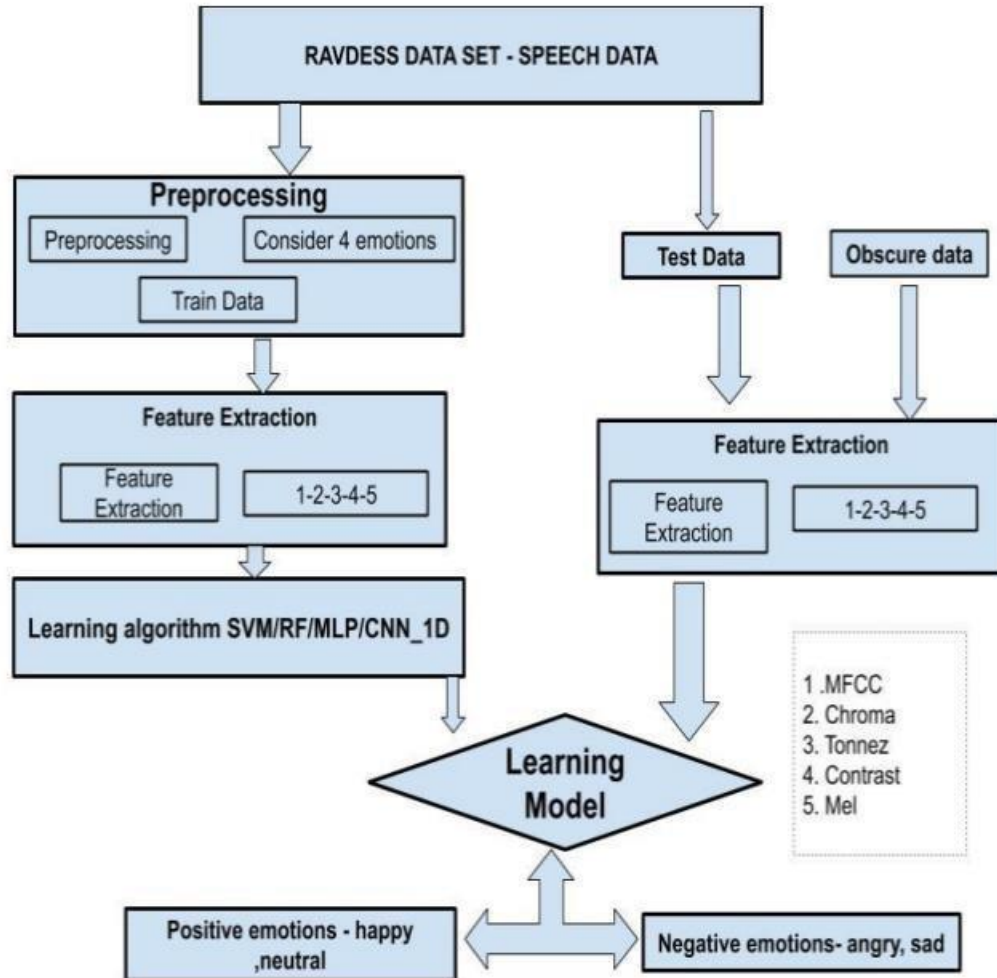 RAVDESS DATA SET - SPEECH DATA
Preprocessing
Preprocessing
Consider 4 emotions
Train Data
Test Data
Obscure data
Feature Extraction
Feature
Extraction
1-2-3-4-5
Feature Extraction
Feature
Extraction
1-2-3-4-5
Learning algorithm SVM/RF/MLP/CNN_1D
1 .MFCC
2. Chroma
3. Tonnez
4. Contrast
5. Mel
Learning
Model
Positive emotions - happy
,neutral
Negative emotions- angry, sad